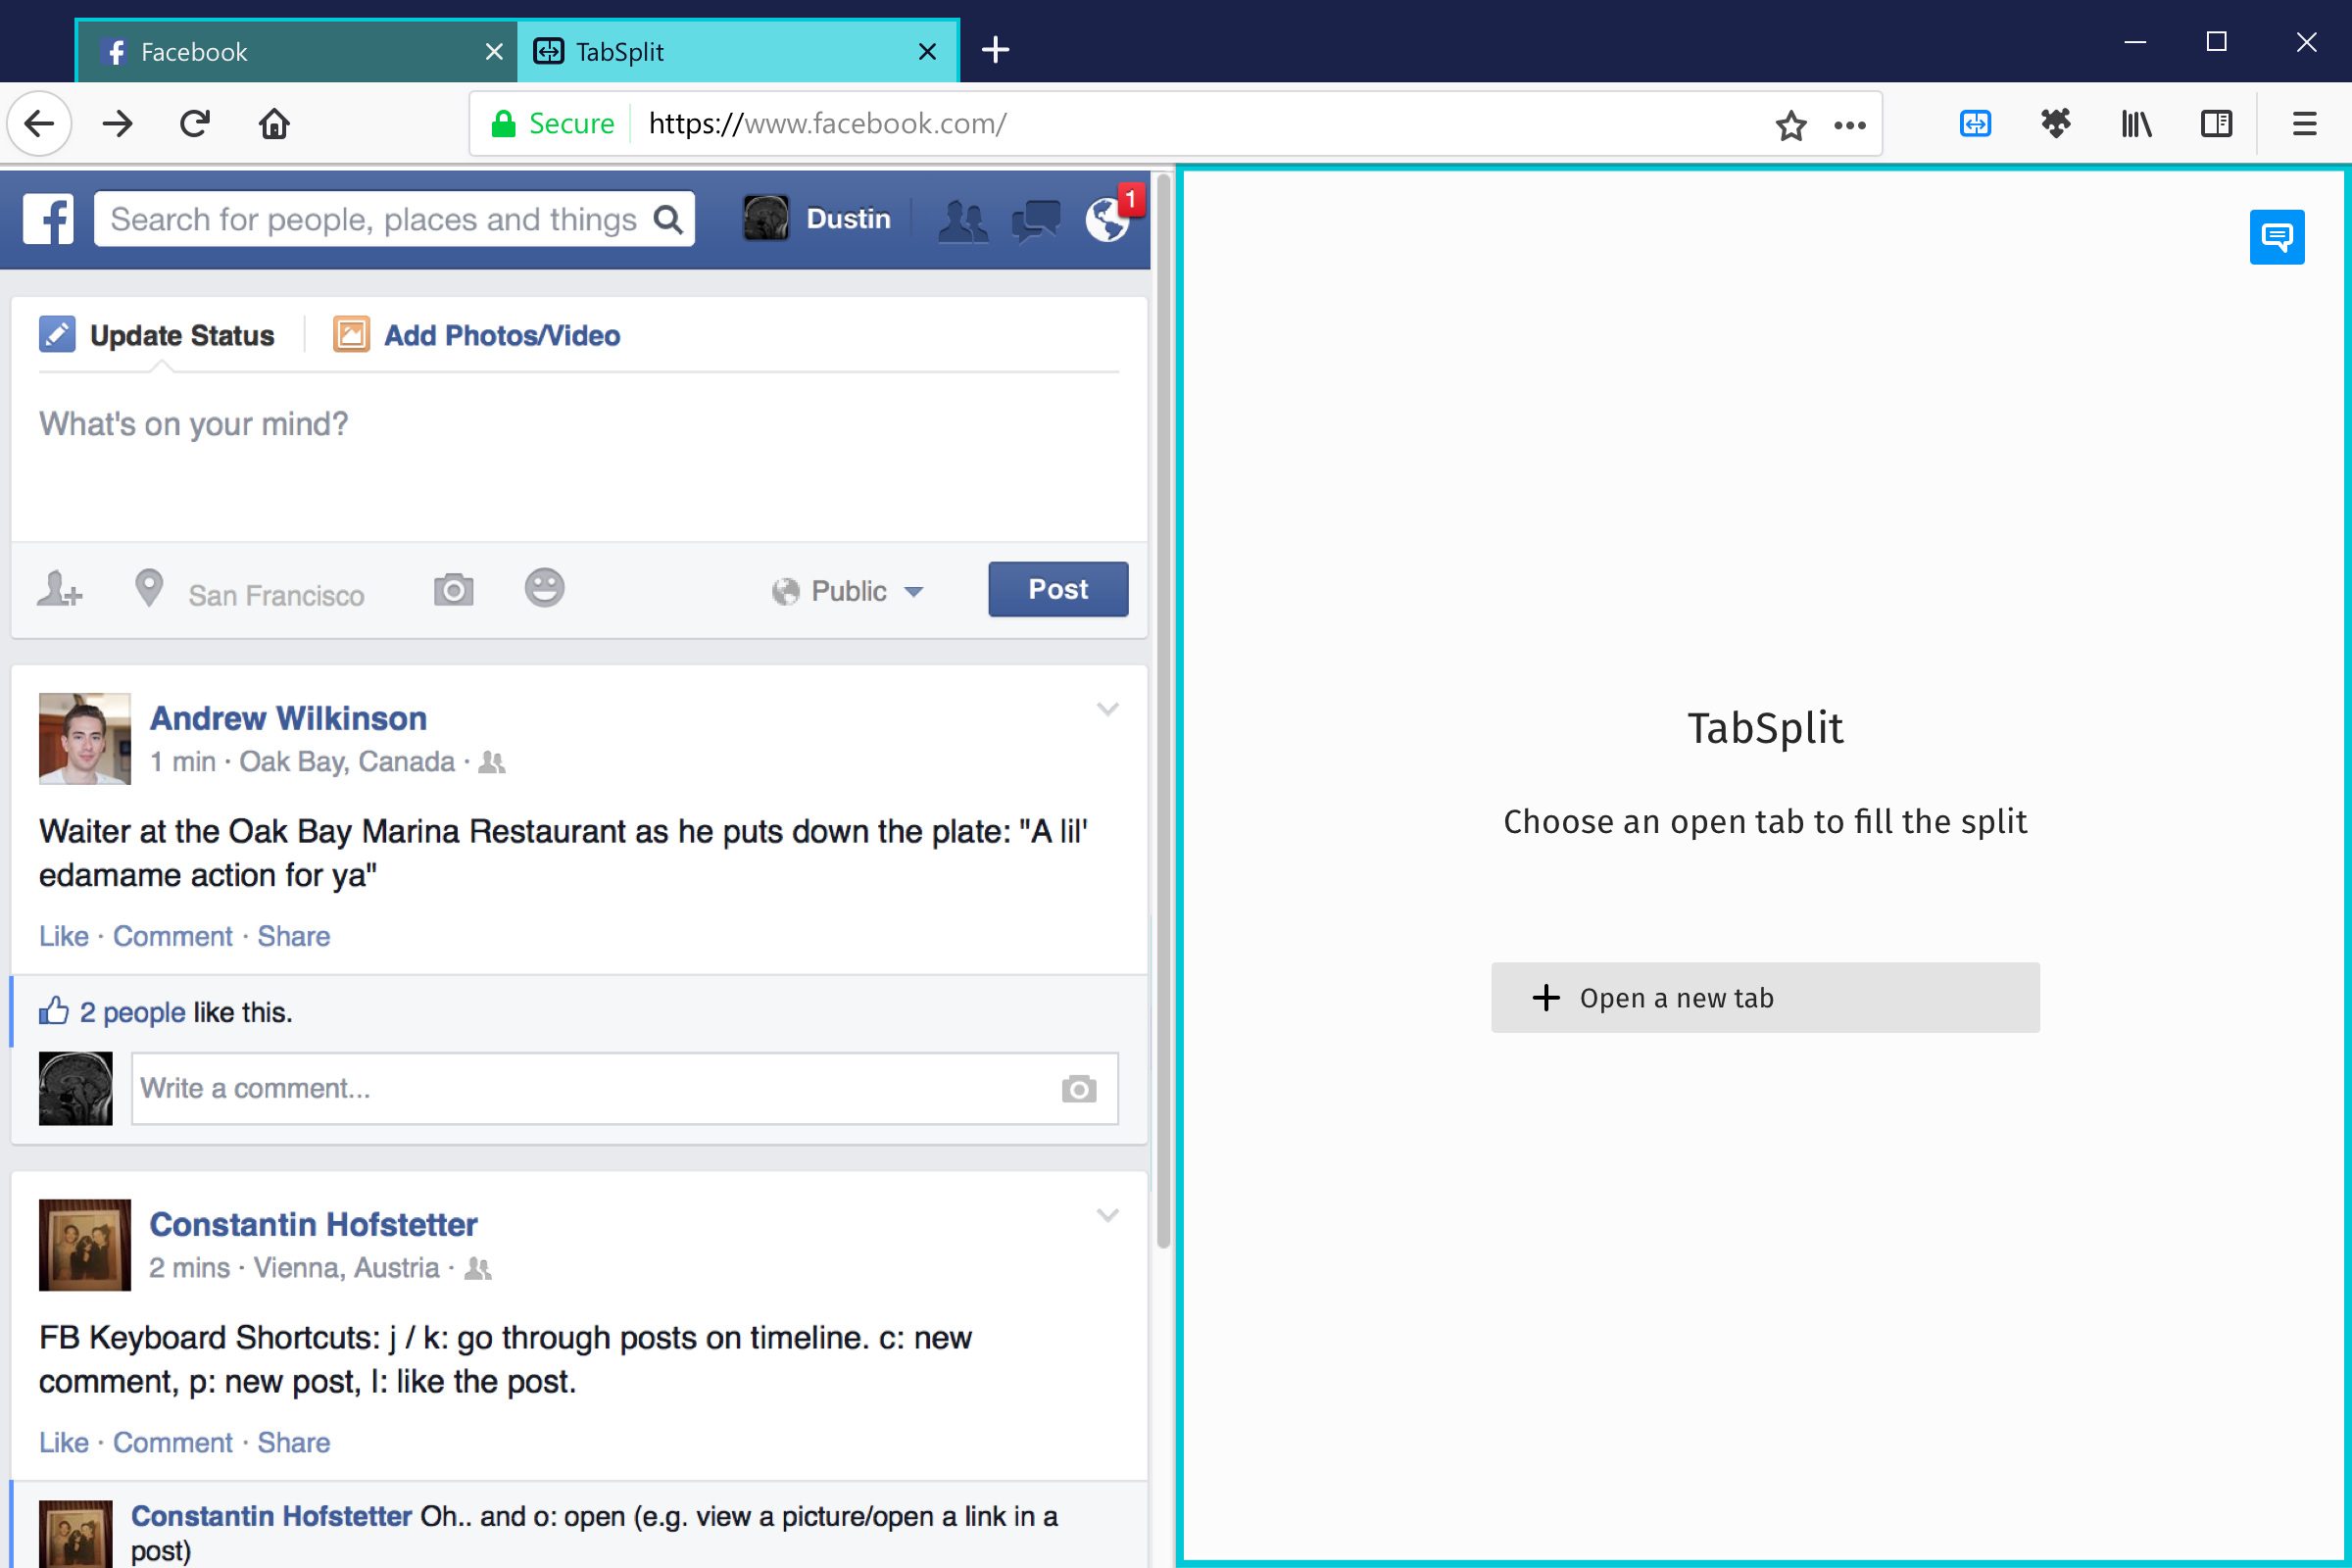 Facebook
TabSplit
Secure https://www.facebook.com/
Search for people, places and things
Dustin
1
Update Status
Add Photos/Video
What's on your mind?
San Francisco
Public
Post
Andrew Wilkinson
1 min · Oak Bay, Canada ·
Waiter at the Oak Bay Marina Restaurant as he puts down the plate: "A lil'
edamame action for ya"
Like · Comment · Share
2 people like this.
Write a comment...
Constantin Hofstetter
2 mins · Vienna, Austria ·
FB Keyboard Shortcuts: j / k: go through posts on timeline. c: new
comment, p: new post, l: like the post.
Like · Comment · Share
Constantin Hofstetter Oh.. and o: open (e.g. view a picture/open a link in a
post)
TabSplit
Choose an open tab to fill the split
Open a new tab